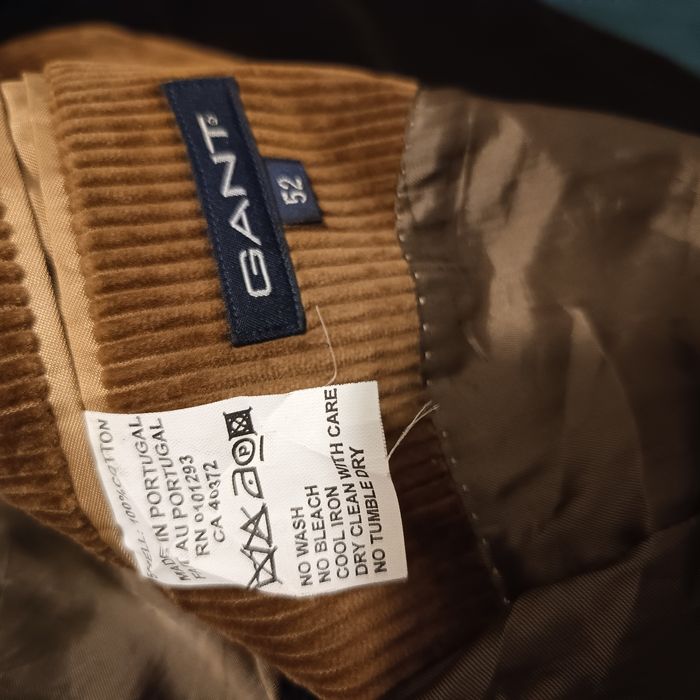 GANT
52
SHELL: 100% COTTON
MADE IN PORTUGAL
AU PORTUGAL
RN 0101293
CA 40372
NO WASH
NO BLEACH
COOL IRON
DRY CLEAN WITH CARE
NO TUMBLE DRY